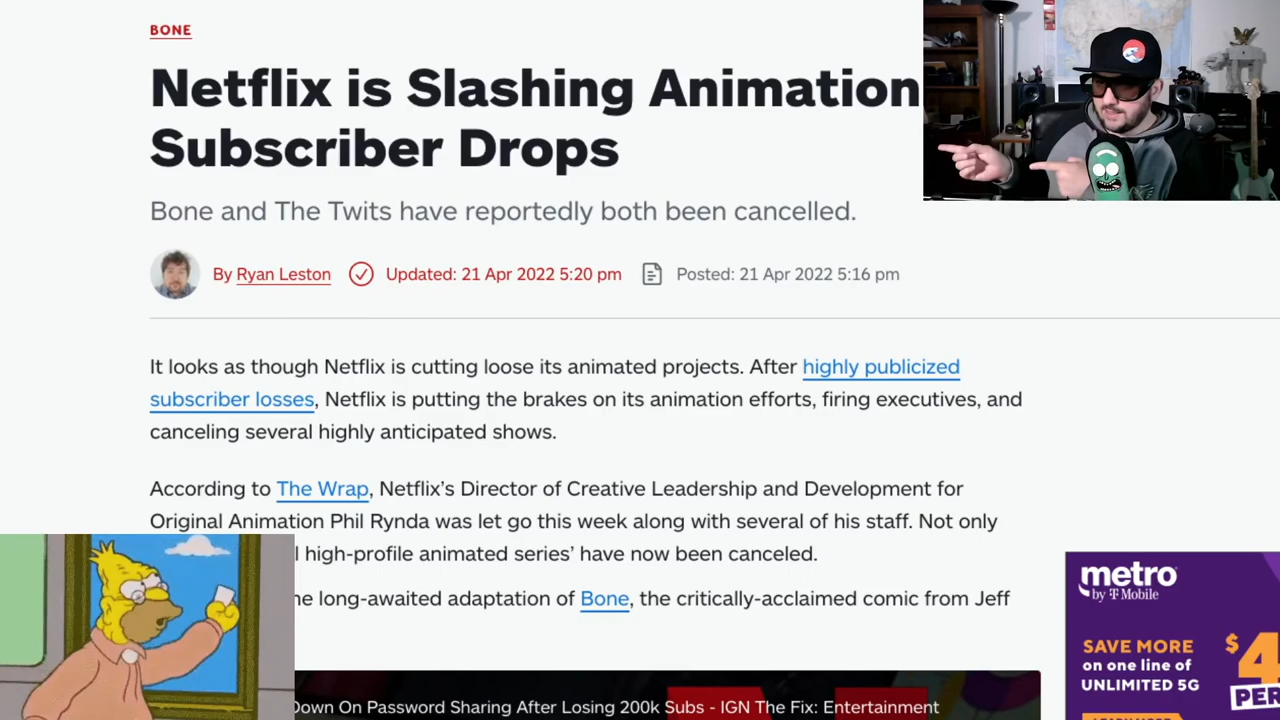 BONE
Netflix is Slashing Animation
Subscriber Drops
Bone and The Twits have reportedly both been cancelled.
By Ryan Leston
Updated: 21 Apr 2022 5:20 pm
Posted: 21 Apr 2022 5:16 pm
It looks as though Netflix is cutting loose its animated projects. After highly publicized
subscriber losses, Netflix is putting the brakes on its animation efforts, firing executives, and
canceling several highly anticipated shows.
According to The Wrap, Netflix’s Director of Creative Leadership and Development for
Original Animation Phil Rynda was let go this week along with several of his staff. Not only
high-profile animated series’ have now been canceled.
long-awaited adaptation of Bone, the critically-acclaimed comic from Jeff
Down On Password Sharing After Losing 200k Subs - IGN The Fix: Entertainment
metro
by T Mobile
SAVE MORE
on one line of
UNLIMITED 5G
$4
PER